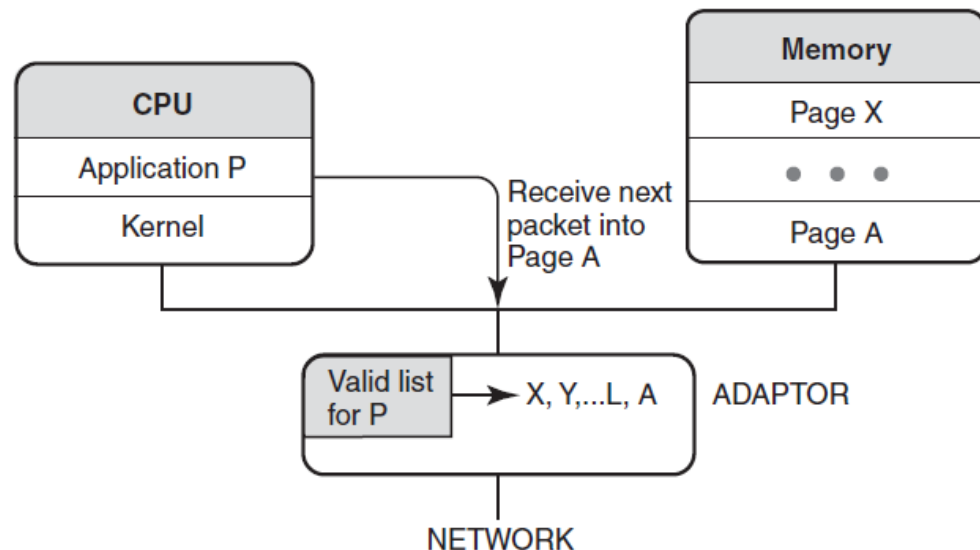 CPU
Application P
Kernel
Receive next
packet into
Page A
Memory
Page X
Page A
Valid list
for P
X, Y,...L, A
ADAPTOR
NETWORK